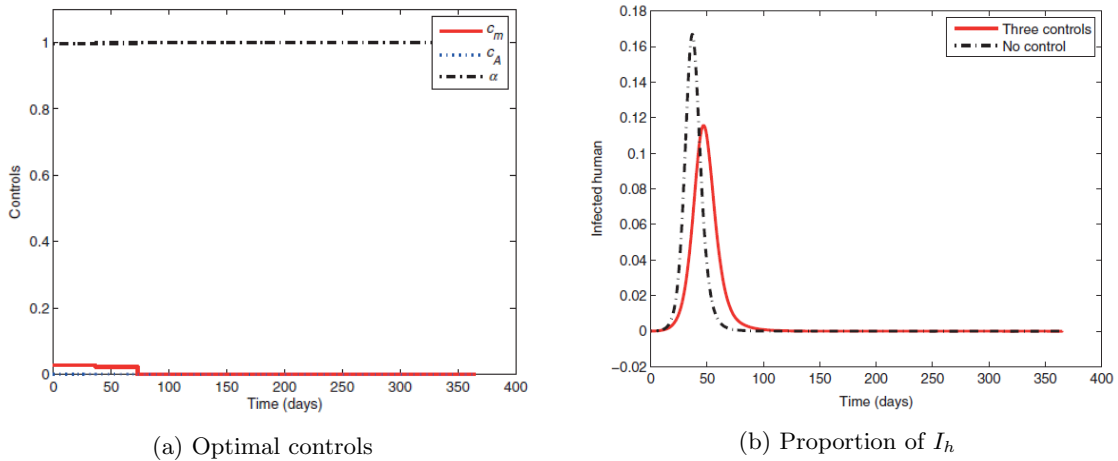 1
0.8
0.6
0.4
0.2
0
Controls
0 50 100 150 200 250 300 350 400
Time (days)
c_m
c_A
α
(a) Optimal controls
0.18
0.16
0.14
0.12
0.1
0.08
0.06
0.04
0.02
0
−0.02
Infected human
0 50 100 150 200 250 300 350 400
Time (days)
Three controls
No control
(b) Proportion of I_h